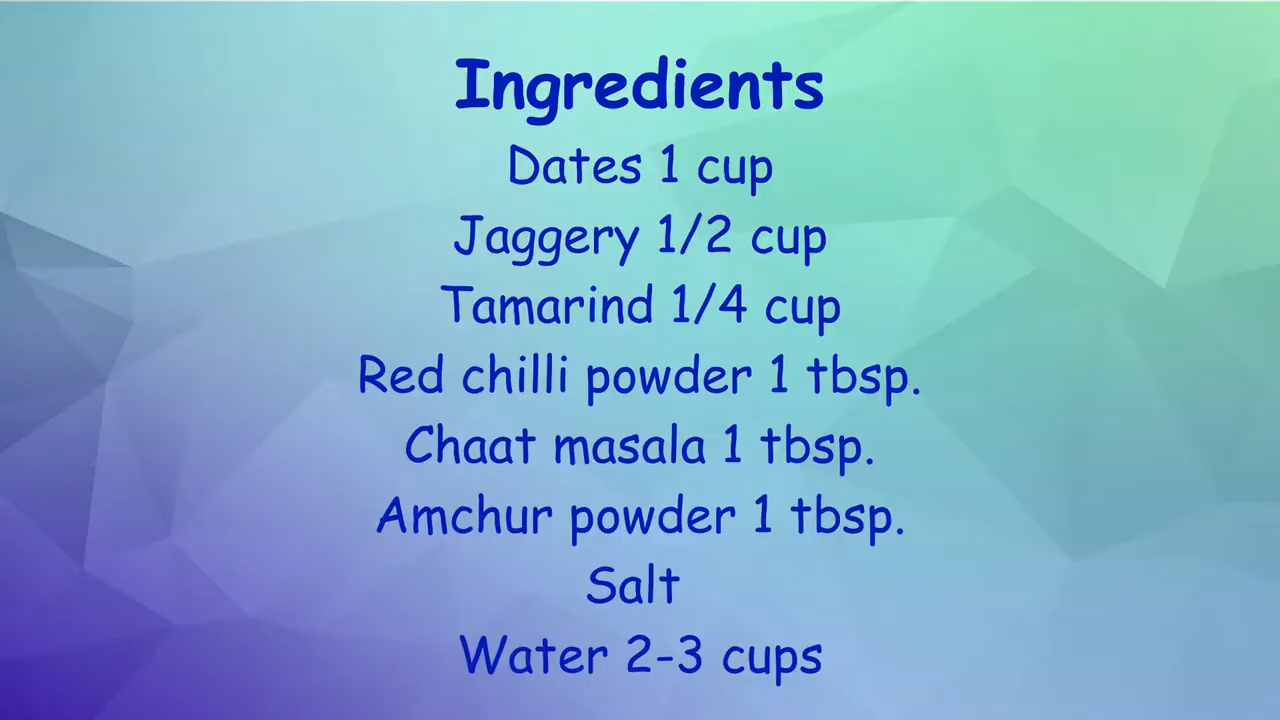 Ingredients
Dates 1 cup
Jaggery 1/2 cup
Tamarind 1/4 cup
Red chilli powder 1 tbsp.
Chaat masala 1 tbsp.
Amchur powder 1 tbsp.
Salt
Water 2-3 cups